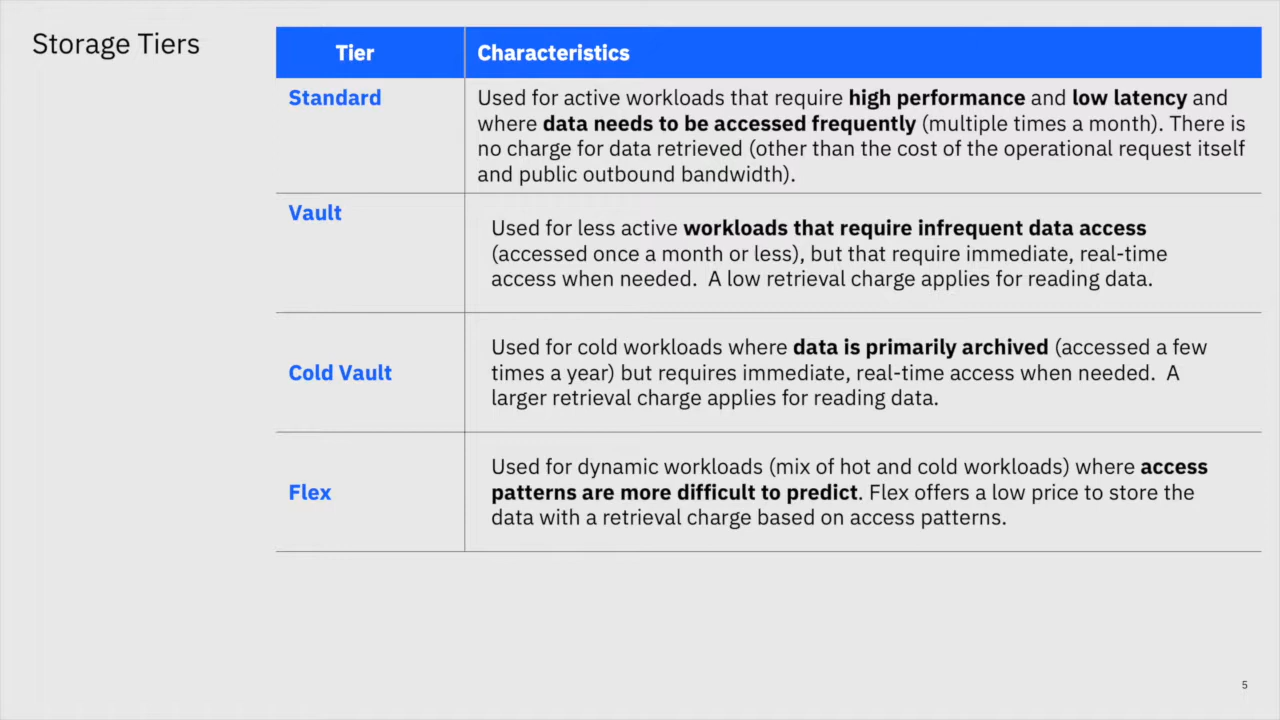 Storage Tiers
Tier
Characteristics
Standard
Used for active workloads that require high performance and low latency and
where data needs to be accessed frequently (multiple times a month). There is
no charge for data retrieved (other than the cost of the operational request itself
and public outbound bandwidth).
Vault
Used for less active workloads that require infrequent data access
(accessed once a month or less), but that require immediate, real-time
access when needed.  A low retrieval charge applies for reading data.
Cold Vault
Used for cold workloads where data is primarily archived (accessed a few
times a year) but requires immediate, real-time access when needed.  A
larger retrieval charge applies for reading data.
Flex
Used for dynamic workloads (mix of hot and cold workloads) where access
patterns are more difficult to predict. Flex offers a low price to store the
data with a retrieval charge based on access patterns.
5